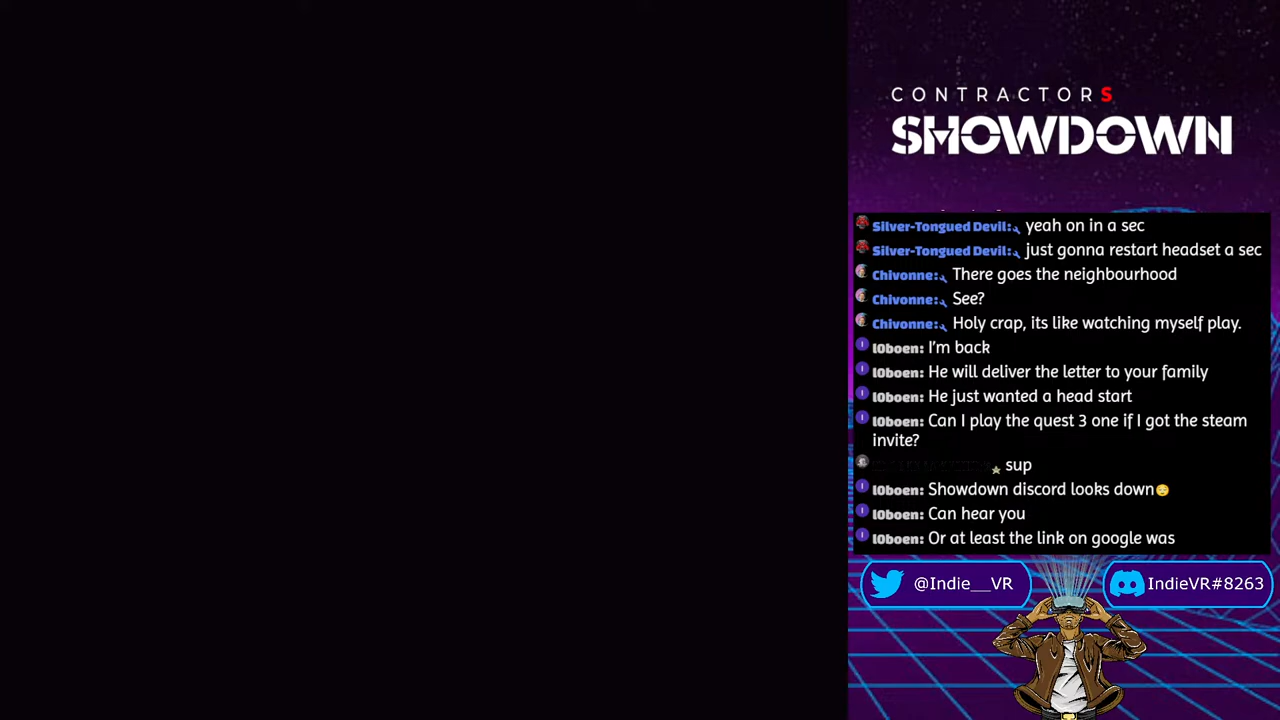 CONTRACTORS
SHOWDOWN
Silver-Tongued Devil: yeah on in a sec
Silver-Tongued Devil: just gonna restart headset a sec
Chivonne: There goes the neighbourhood
Chivonne: See?
Chivonne: Holy crap, its like watching myself play.
l0boen: I'm back
l0boen: He will deliver the letter to your family
l0boen: He just wanted a head start
l0boen: Can I play the quest 3 one if I got the steam
invite?
sup
l0boen: Showdown discord looks down😌
l0boen: Can hear you
l0boen: Or at least the link on google was
@Indie__VR
IndieVR#8263